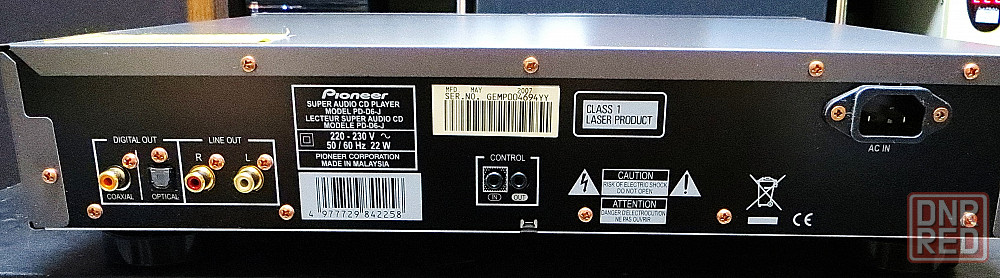 DIGITAL OUT
LINE OUT
R
L
COAXIAL
OPTICAL
Pioneer
SUPER AUDIO CD PLAYER
MODEL PD-D6-J
LECTEUR SUPER AUDIO CD
MODELE PD-D6-J
220 - 230 V ~
50 / 60 Hz 22 W
PIONEER CORPORATION
MADE IN MALAYSIA
4 977729 842258
MFD. MAY 2007
SER.NO. GEMP004694YY
CONTROL
IN
OUT
CLASS 1
LASER PRODUCT
CAUTION
RISK OF ELECTRIC SHOCK
DO NOT OPEN
ATTENTION
DANGER D'ELECTROCUTION
NE PAS OUVRIR
CE
AC IN
DNR
RED